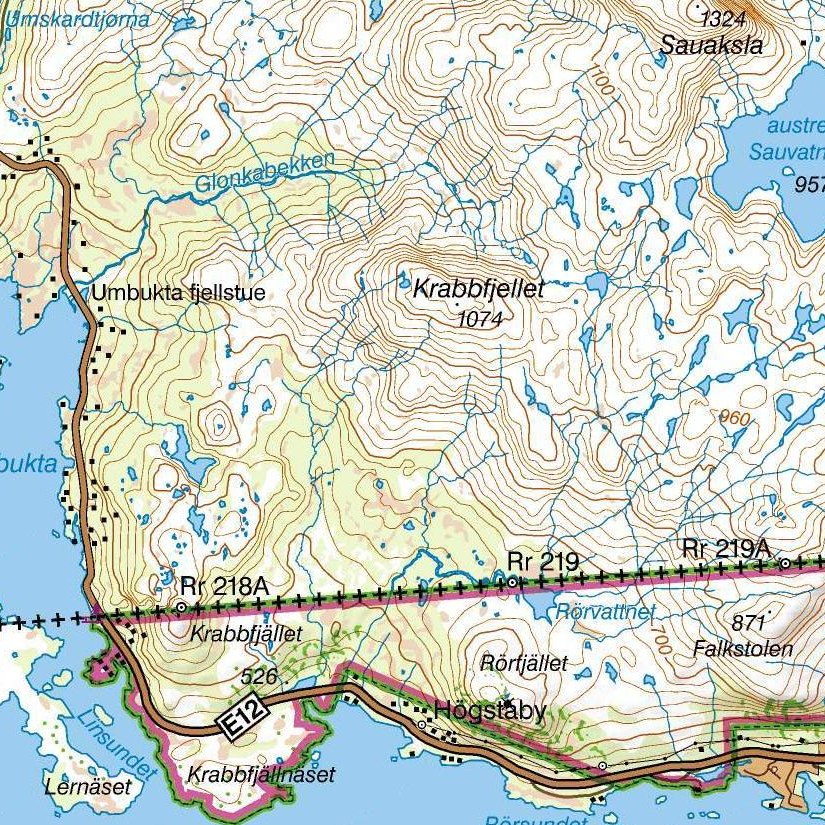 Umskardtjørna
1324
Sauaksla
1100
austre
Sauvatn
957
Glonkabekken
Umbukta fjellstue
Krabbfjellet
1074
960
bukta
Rr 218A
Rr 219
Rr 219A
Rörvattnet
Krabbfjället
700
871
Falkstolen
Rörfjället
526
E12
Högstaby
Linsundet
Lernäset
Krabbfjällnäset
Rörsundet